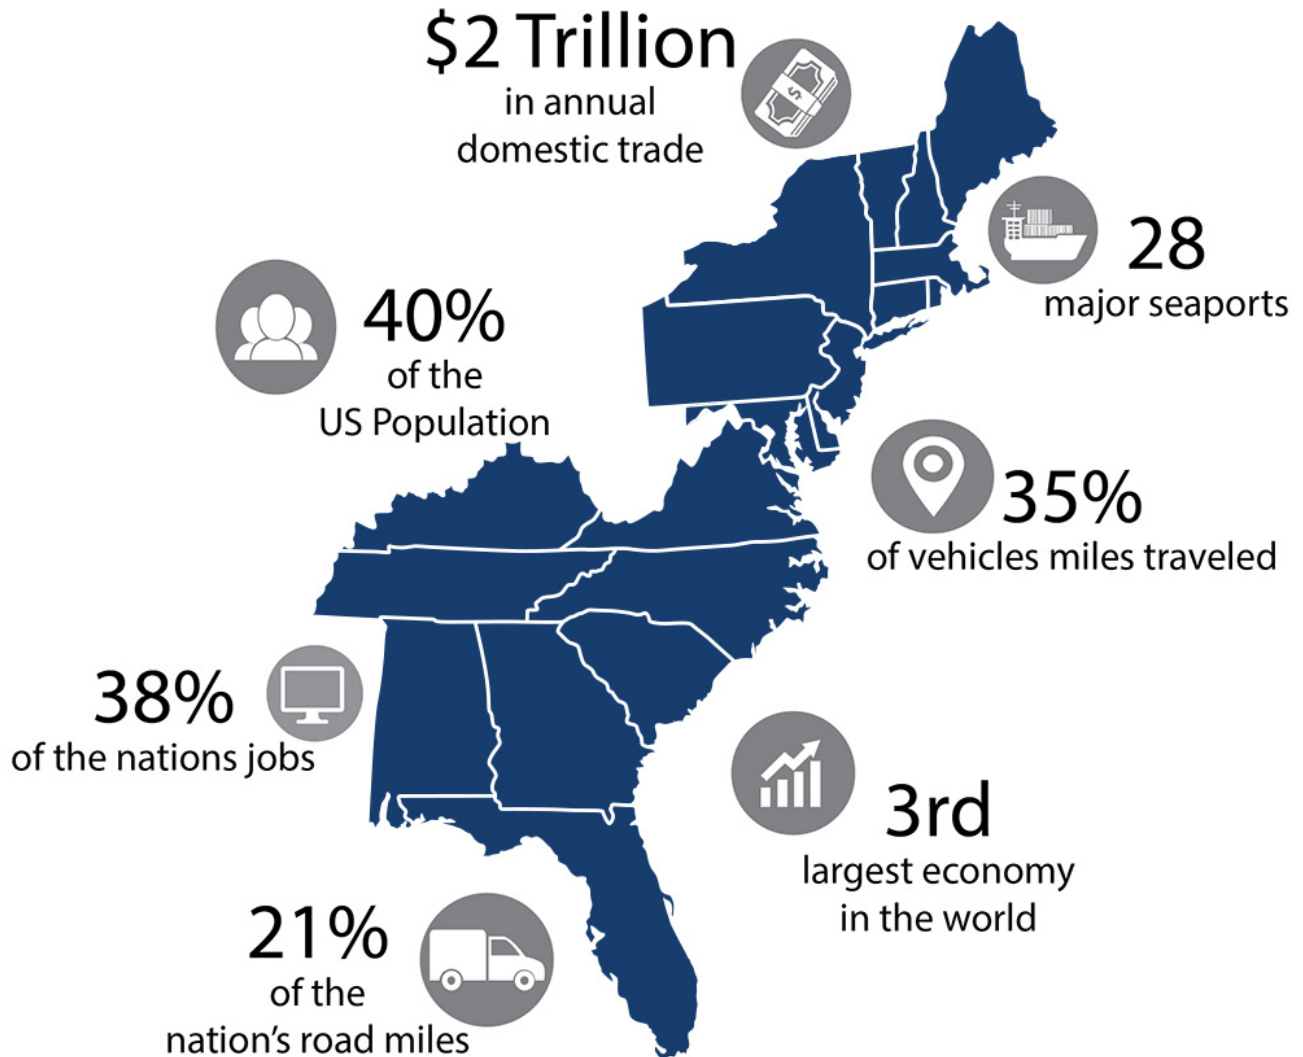 $2 Trillion
in annual
domestic trade
28
major seaports
40%
of the
US Population
35%
of vehicles miles traveled
38%
of the nations jobs
3rd
largest economy
in the world
21%
of the
nation's road miles